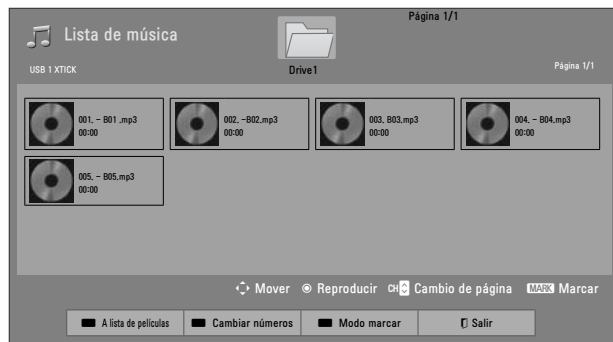 Página 1/1
Lista de música
Drive1
USB 1 XTICK
Página 1/1
001. - B01 .mp3
00:00
002. -B02.mp3
00:00
003. B03.mp3
00:00
004. - B04.mp3
00:00
005. - B05.mp3
00:00
Mover Reproducir CH Cambio de página MARK Marcar
A lista de películas Cambiar números Modo marcar Salir